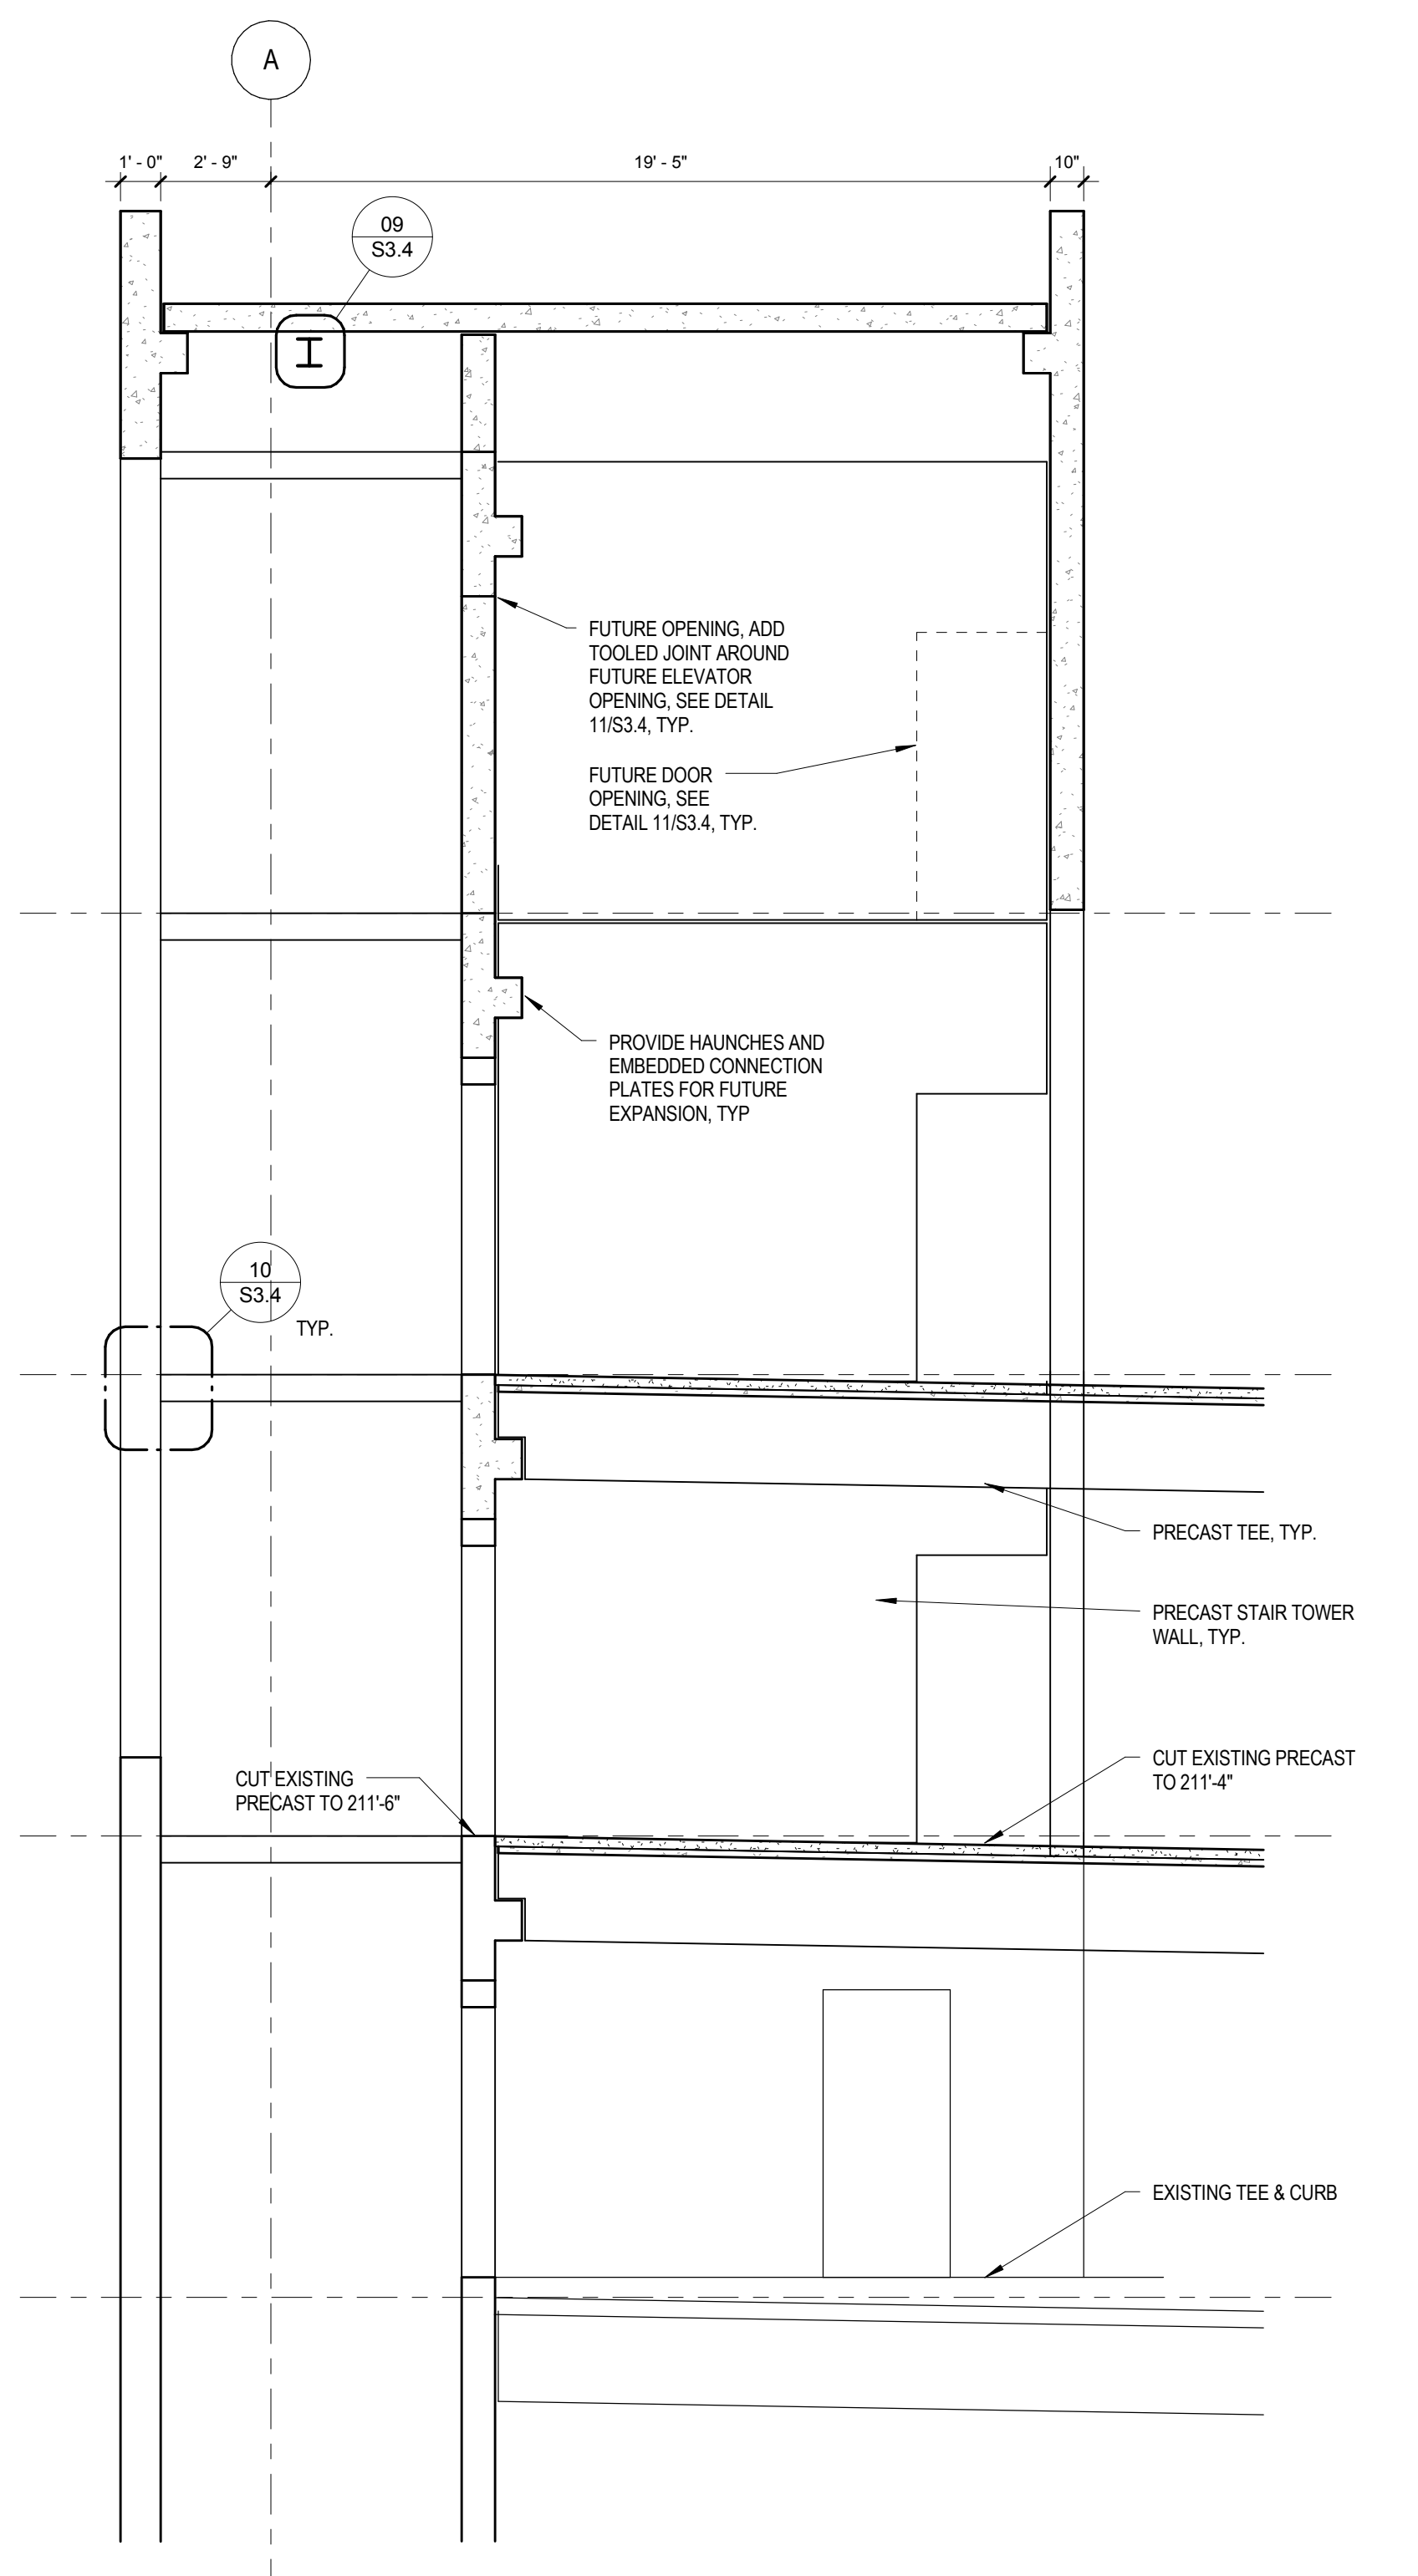 A
1' - 0"
2' - 9"
19' - 5"
10"
09
S3.4
FUTURE OPENING, ADD
TOOLED JOINT AROUND
FUTURE ELEVATOR
OPENING, SEE DETAIL
11/S3.4, TYP.
FUTURE DOOR
OPENING, SEE
DETAIL 11/S3.4, TYP.
PROVIDE HAUNCHES AND
EMBEDDED CONNECTION
PLATES FOR FUTURE
EXPANSION, TYP
10
S3.4
TYP.
PRECAST TEE, TYP.
PRECAST STAIR TOWER
WALL, TYP.
CUT EXISTING
PRECAST TO 211'-6"
CUT EXISTING PRECAST
TO 211'-4"
EXISTING TEE & CURB